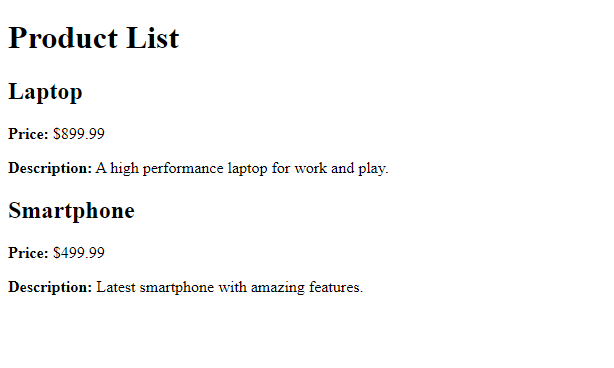 Product List
Laptop
Price: $899.99
Description: A high performance laptop for work and play.
Smartphone
Price: $499.99
Description: Latest smartphone with amazing features.